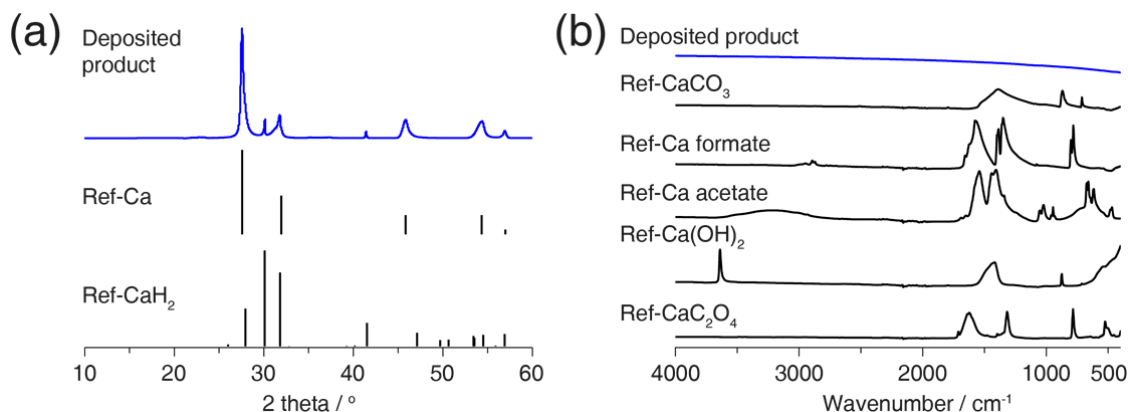 (a)
Deposited
product
Ref-Ca
Ref-CaH₂
10 20 30 40 50 60
2 theta / °
(b)
Deposited product
Ref-CaCO₃
Ref-Ca formate
Ref-Ca acetate
Ref-Ca(OH)₂
Ref-CaC₂O₄
4000 3000 2000 1000 500
Wavenumber / cm⁻¹